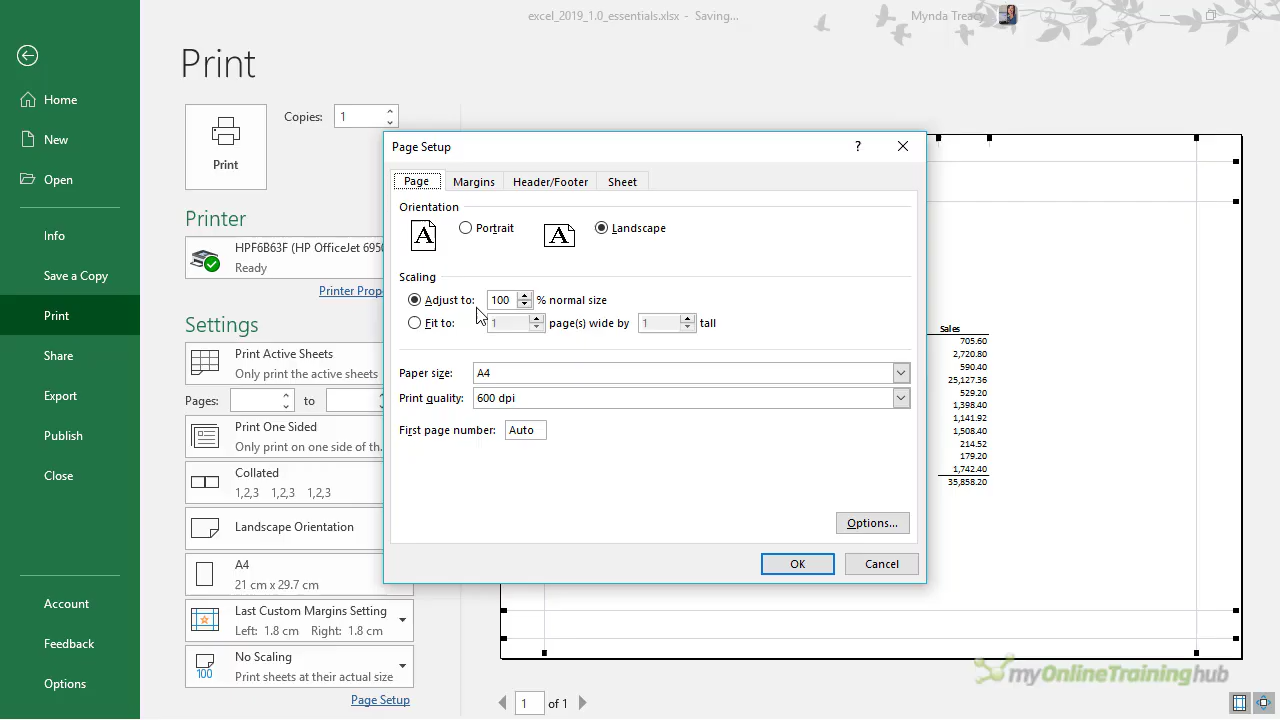 excel_2019_1.0_essentials.xlsx - Saving...
Mynda Treacy
Print
Home
New
Open
Info
Save a Copy
Print
Share
Export
Publish
Close
Account
Feedback
Options
Print
Copies: 1
Printer
HPF6B63F (HP OfficeJet 695
Ready
Printer Prop
Settings
Print Active Sheets
Only print the active sheets
Pages: to
Print One Sided
Only print on one side of th...
Collated
1,2,3 1,2,3 1,2,3
Landscape Orientation
A4
21 cm x 29.7 cm
Last Custom Margins Setting
Left: 1.8 cm Right: 1.8 cm
No Scaling
100
Print sheets at their actual size
Page Setup
Page Setup
?
Page Margins Header/Footer Sheet
Orientation
A Portrait A Landscape
Scaling
Adjust to: 100 % normal size
Fit to: 1 page(s) wide by 1 tall
Paper size: A4
Print quality: 600 dpi
First page number: Auto
Options...
OK Cancel
Sales
705.60
2,720.80
590.40
25,127.36
529.20
1,398.40
1,141.92
1,508.40
214.52
179.20
1,742.40
35,858.20
myOnlineTraininghub
1 of 1